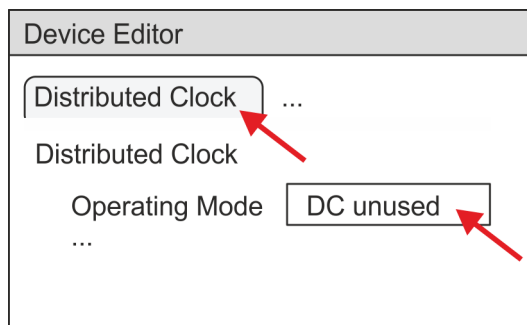 Device Editor
Distributed Clock ...
Distributed Clock
Operating Mode DC unused
...